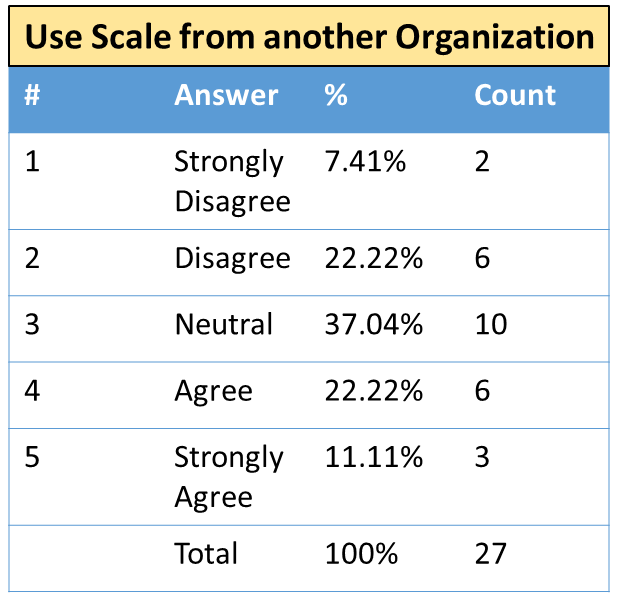 Use Scale from another Organization
# Answer % Count
1 Strongly Disagree 7.41% 2
2 Disagree 22.22% 6
3 Neutral 37.04% 10
4 Agree 22.22% 6
5 Strongly Agree 11.11% 3
Total 100% 27